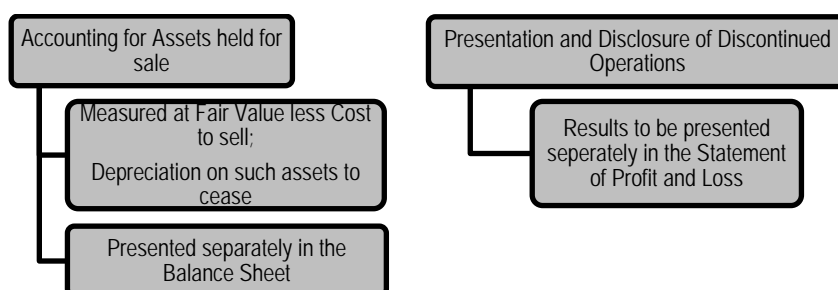 Accounting for Assets held for
sale
Measured at Fair Value less Cost
to sell;
Depreciation on such assets to
cease
Presented separately in the
Balance Sheet
Presentation and Disclosure of Discontinued
Operations
Results to be presented
seperately in the Statement
of Profit and Loss